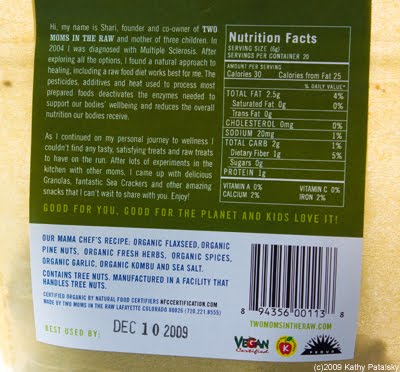 Hi, my name is Shari, founder and co-owner of TWO
MOMS IN THE RAW and mother of three children. In
2004 I was diagnosed with Multiple Sclerosis. After
exploring all the options, I found a natural approach to
healing, including a raw food diet works best for me. The
pesticides, additives and heat used to process most
prepared foods deactivates the enzymes needed to
support our bodies' wellbeing and reduces the overall
nutrition our bodies receive.
As I continued on my personal journey to wellness I
couldn't find any tasty, satisfying treats and raw treats
to have on the run. After lots of experiments in the
kitchen with other moms, I came up with delicious
Granolas, fantastic Sea Crackers and other amazing
snacks that I can't wait to share with you. Enjoy!
Nutrition Facts
SERVING SIZE (6g)
SERVINGS PER CONTAINER 20
AMOUNT PER SERVING
Calories 30 Calories from Fat 25
% DAILY VALUE*
TOTAL FAT 2.5g 4%
Saturated Fat 0g 0%
Trans Fat 0g
CHOLESTEROL 0mg 0%
SODIUM 20mg 1%
TOTAL CARB 2g 1%
Dietary Fiber 1g 5%
Sugars 0g
PROTEIN 1g
VITAMIN A 0% VITAMIN C 0%
CALCIUM 2% IRON 2%
GOOD FOR YOU, GOOD FOR THE PLANET AND KIDS LOVE IT!
OUR MAMA CHEF'S RECIPE: ORGANIC FLAXSEED, ORGANIC
PINE NUTS, ORGANIC FRESH HERBS, ORGANIC SPICES,
ORGANIC GARLIC, ORGANIC KOMBU AND SEA SALT.
CONTAINS TREE NUTS. MANUFACTURED IN A FACILITY THAT
HANDLES TREE NUTS.
CERTIFIED ORGANIC BY NATURAL FOOD CERTIFIERS NFCCERTIFICATION.COM
MADE BY TWO MOMS IN THE RAW LAFAYETTE COLORADO 80026 (720.221.8555)
BEST USED BY: DEC 10 2009
8 94356 00113 8
TWOMOMSINTHERAW.COM
VEGAN
Certified
K
PROUD
(c)2009 Kathy Patalsky